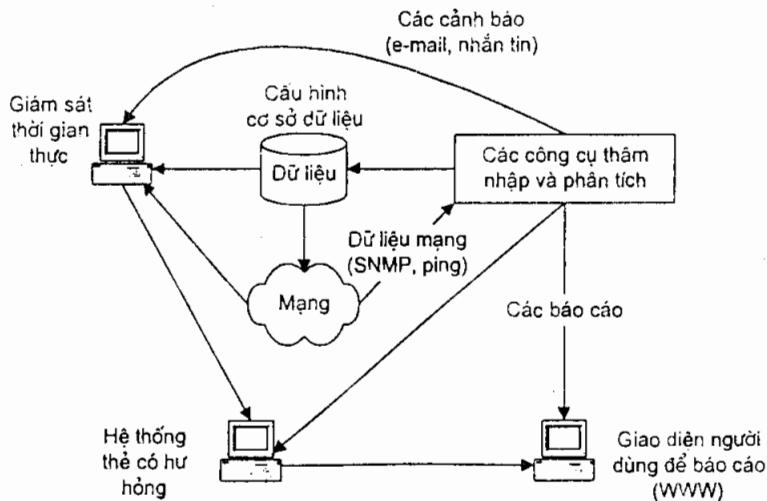 Các cảnh báo
(e-mail, nhắn tin)
Giám sát
thời gian
thực
Cấu hình
cơ sở dữ liệu
Dữ liệu
Các công cụ thâm
nhập và phân tích
Dữ liệu mạng
(SNMP, ping)
Mạng
Các báo cáo
Hệ thống
thẻ có hư
hỏng
Giao diện người
dùng để báo cáo
(WWW)